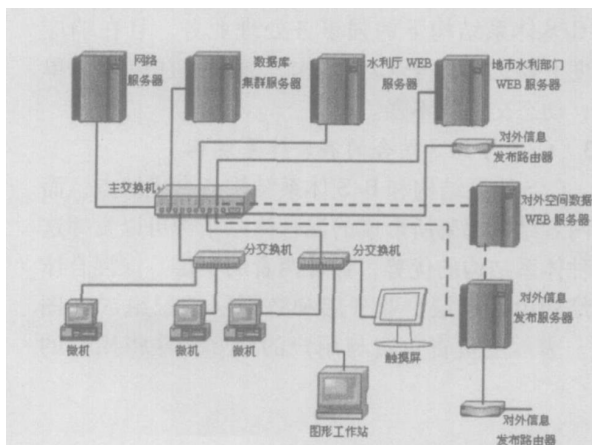 网络
服务器
数据库
集群服务器
水利厅 WEB
服务器
地市水利部门
WEB 服务器
对外信息
发布路由器
主交换机
对外空间数据
WEB 服务器
分交换机
分交换机
对外信息
发布服务器
微机
微机
微机
触摸屏
图形工作站
对外信息
发布路由器